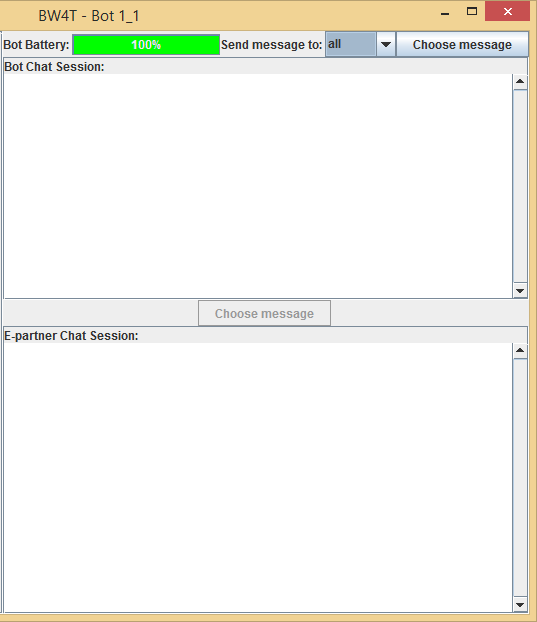 BW4T - Bot 1_1
Bot Battery: 100% Send message to: all Choose message
Bot Chat Session:
Choose message
E-partner Chat Session: